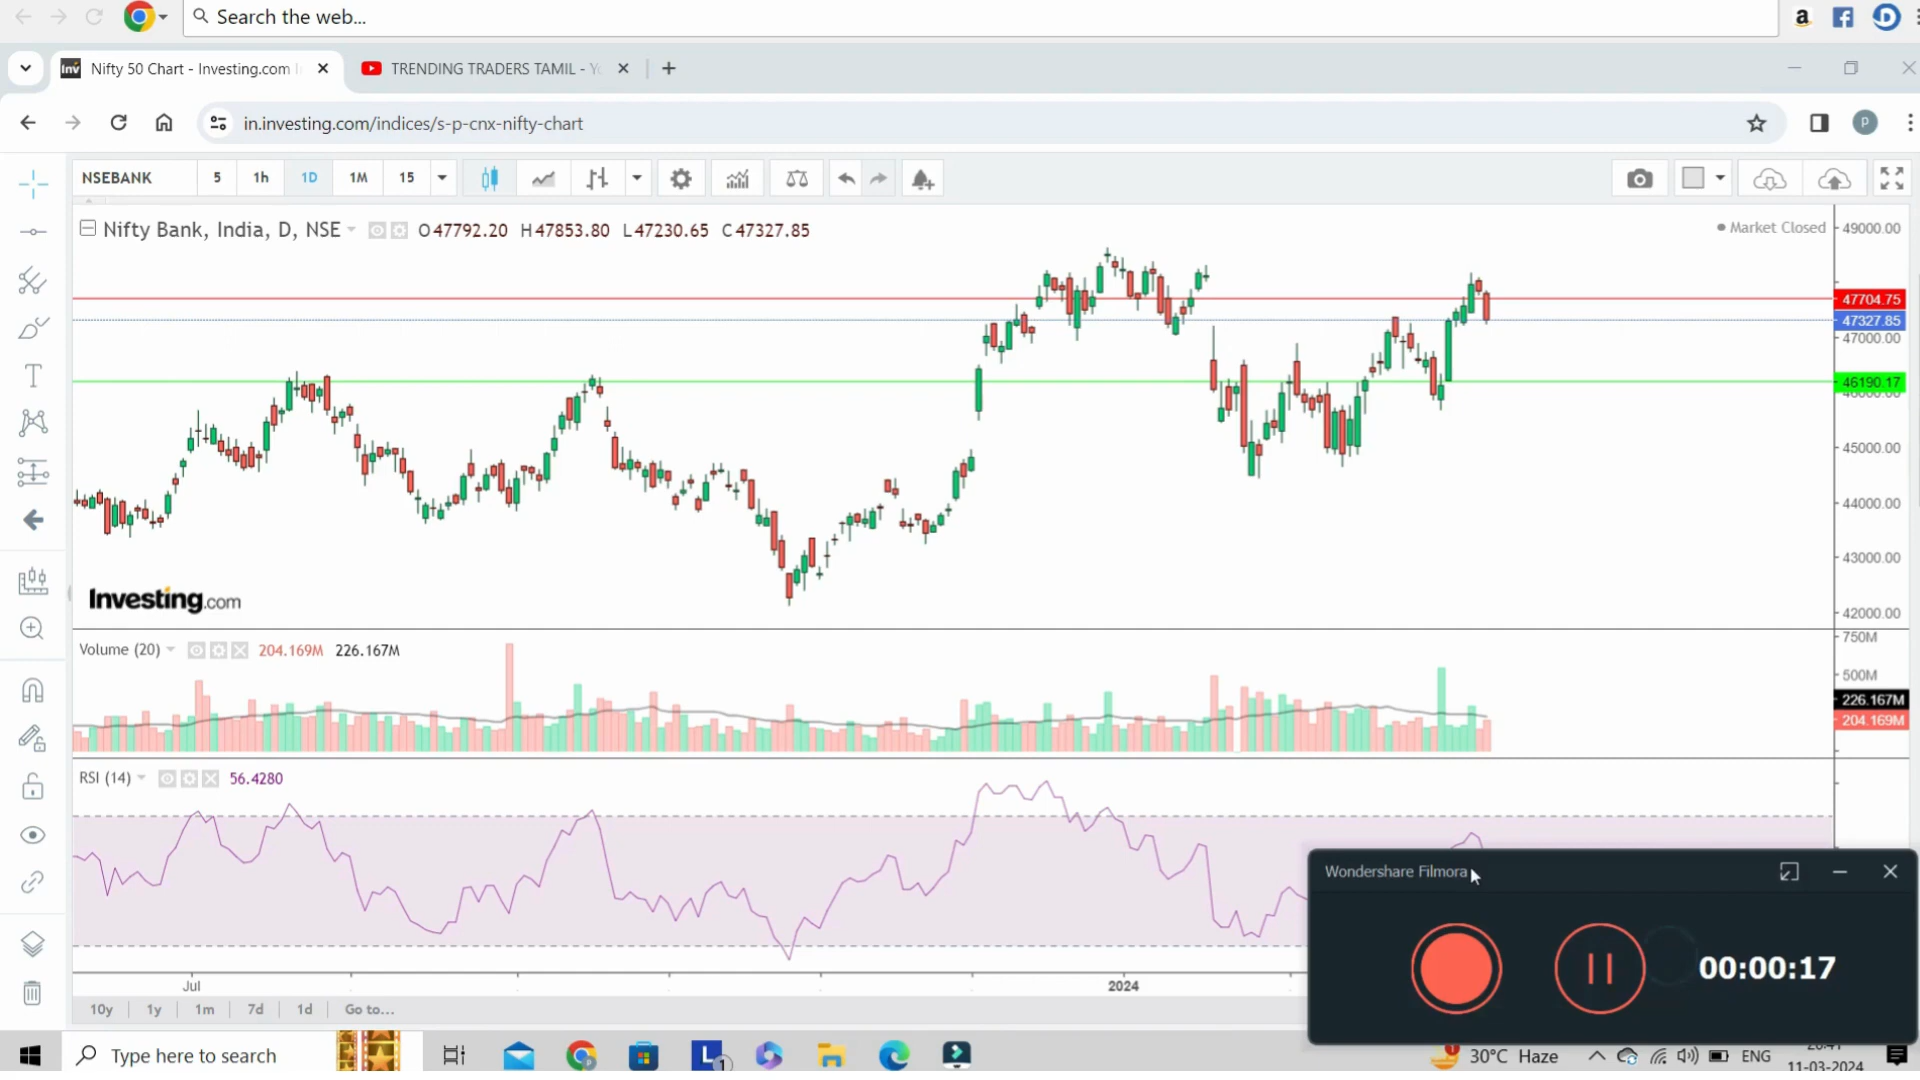 Search the web...
Nifty 50 Chart - Investing.com
TRENDING TRADERS TAMIL -
in.investing.com/indices/s-p-cnx-nifty-chart
NSEBANK 5 1h 1D 1M 15
Nifty Bank, India, D, NSE O47792.20 H47853.80 L47230.65 C47327.85
Market Closed
49000.00
47704.75
47327.85
47000.00
46190.17
46000.00
45000.00
44000.00
43000.00
42000.00
Investing.com
Volume (20) 204.169M 226.167M
750M
500M
226.167M
204.169M
RSI (14) 56.4280
Jul 2024
10y 1y 1m 7d 1d Go to...
Wondershare Filmora
00:00:17
Type here to search
30°C Haze ENG
11-03-2024